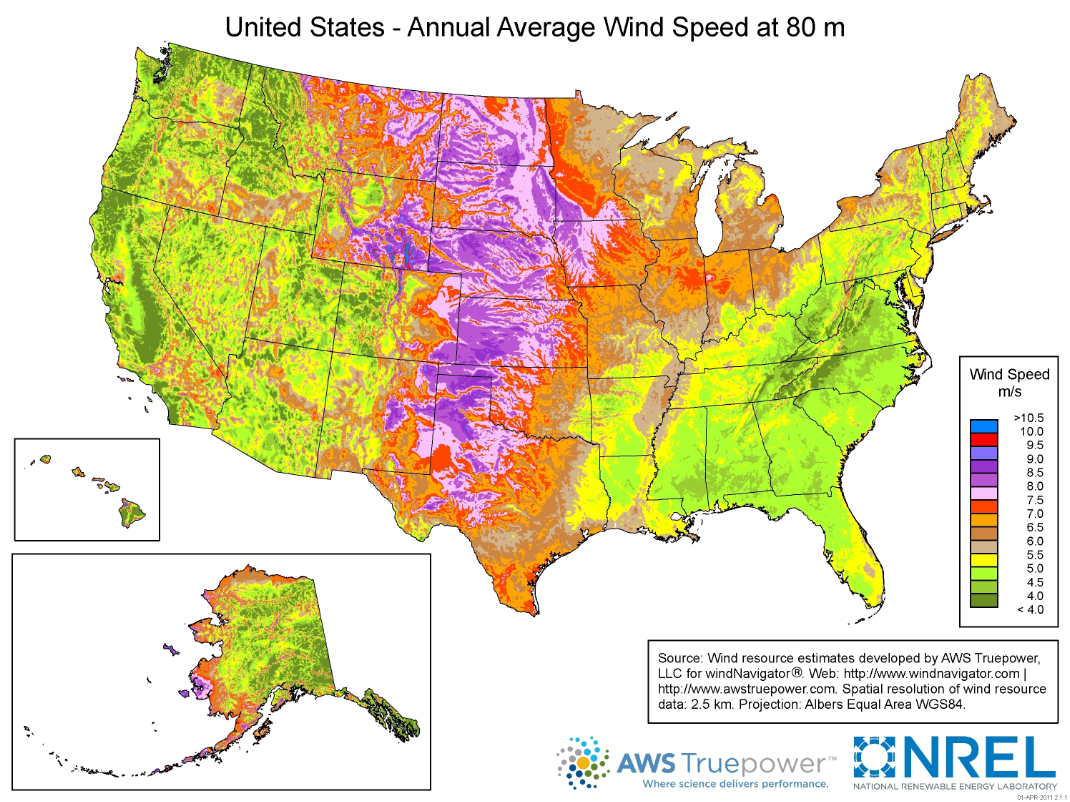 United States - Annual Average Wind Speed at 80 m
Wind Speed
m/s
>10.5
10.0
9.5
9.0
8.5
8.0
7.5
7.0
6.5
6.0
5.5
5.0
4.5
4.0
< 4.0
Source: Wind resource estimates developed by AWS Truepower,
LLC for windNavigator®. Web: http://www.windnavigator.com |
http://www.awstruepower.com. Spatial resolution of wind resource
data: 2.5 km. Projection: Albers Equal Area WGS84.
AWS Truepower™
Where science delivers performance.
NREL
NATIONAL RENEWABLE ENERGY LABORATORY
01-APR-2011 2.1.1